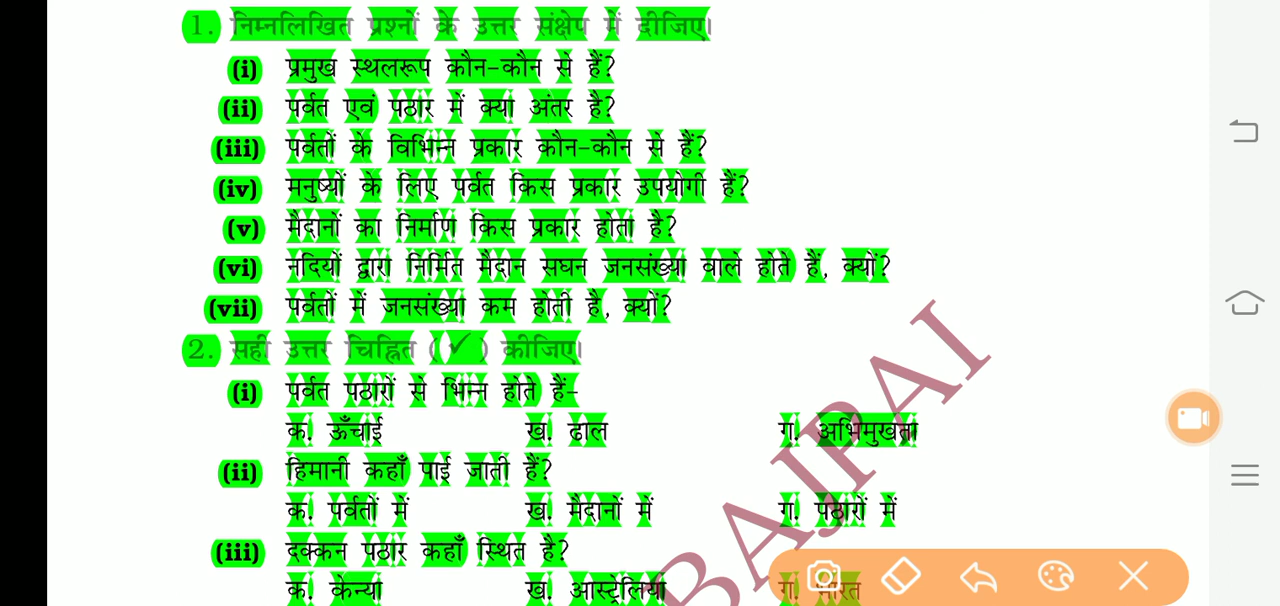 1. निम्नलिखित प्रश्नों के उत्तर संक्षेप में दीजिए।
(i) प्रमुख स्थलरूप कौन-कौन से हैं?
(ii) पर्वत एवं पठार में क्या अंतर है?
(iii) पर्वतों के विभिन्न प्रकार कौन-कौन से हैं?
(iv) मनुष्यों के लिए पर्वत किस प्रकार उपयोगी हैं?
(v) मैदानों का निर्माण किस प्रकार होता है?
(vi) नदियों द्वारा निर्मित मैदान सघन जनसंख्या वाले होते हैं, क्यों?
(vii) पर्वतों में जनसंख्या कम होती है, क्यों?
2. सही उत्तर चिह्नित (✓) कीजिए।
(i) पर्वत पठारों से भिन्न होते हैं-
क. ऊँचाई ख. ढाल ग. अभिमुखता
(ii) हिमानी कहाँ पाई जाती हैं?
क. पर्वतों में ख. मैदानों में ग. पठारों में
(iii) दक्कन पठार कहाँ स्थित है?
क. केन्या ख. आस्ट्रेलिया ग. भारत
BAJPAI